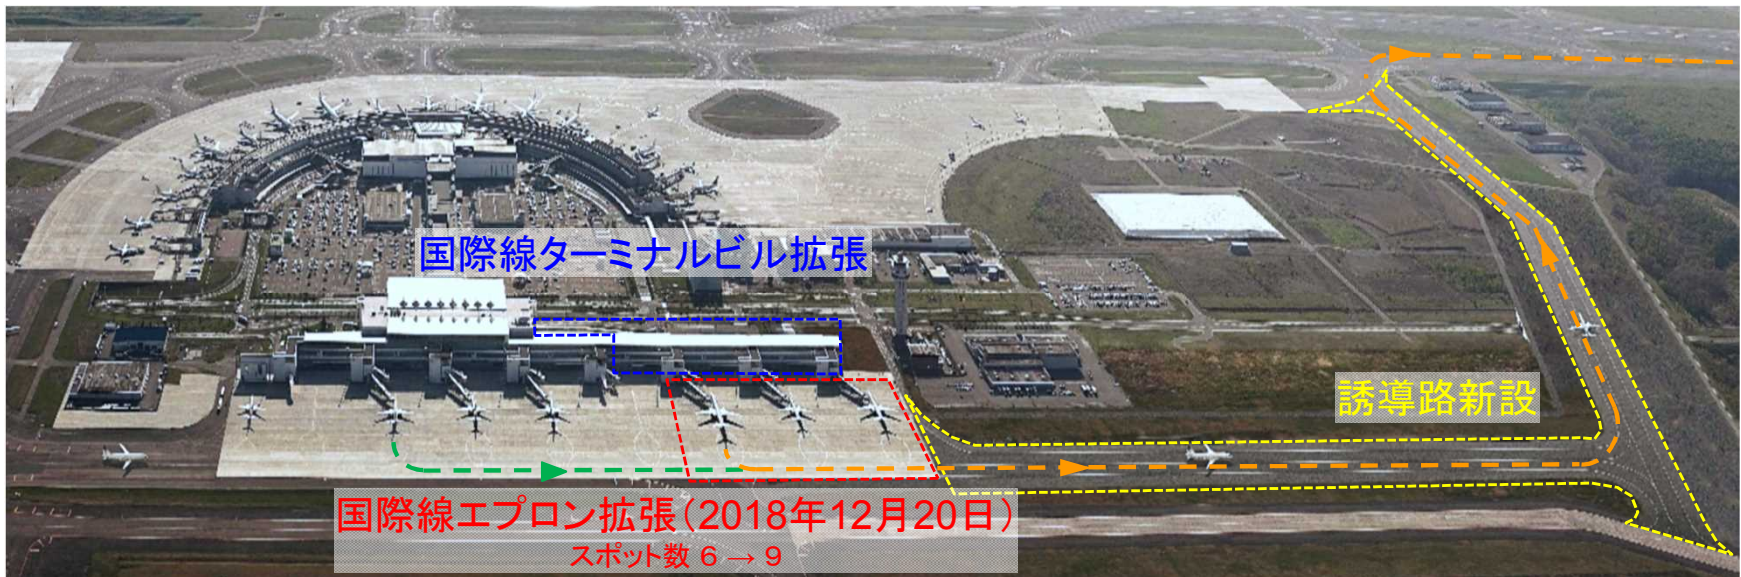 国際線ターミナルビル拡張
誘導路新設
国際線エプロン拡張(2018年12月20日)
スポット数 6 → 9